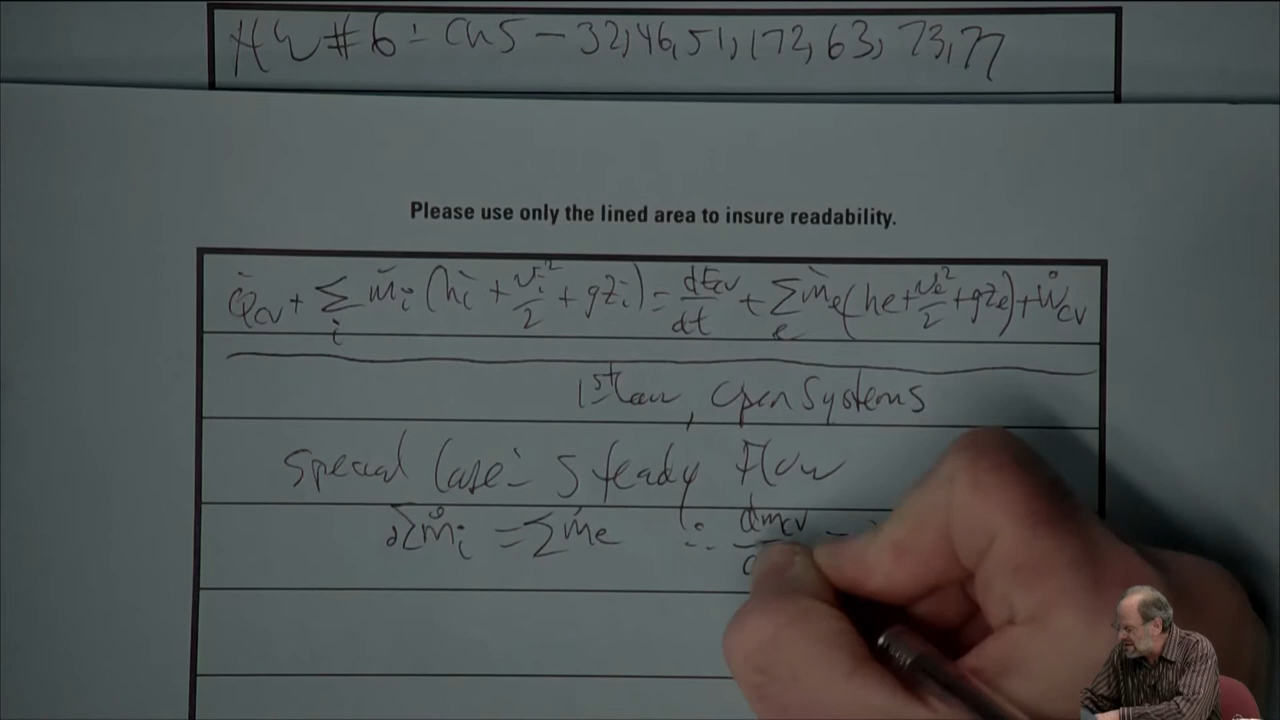 HW #6: Ch5 - 32, 46, 51, 172, 63, 73, 77
Please use only the lined area to insure readability.
Q̇cv + Σi ṁi (hi + vi²/2 + gzi) = dEcv/dt + Σe ṁe (he + ve²/2 + gze) + Ẇcv
1st law, Open Systems
Special Case: Steady Flow
Σṁi = Σṁe ∴ dmcv